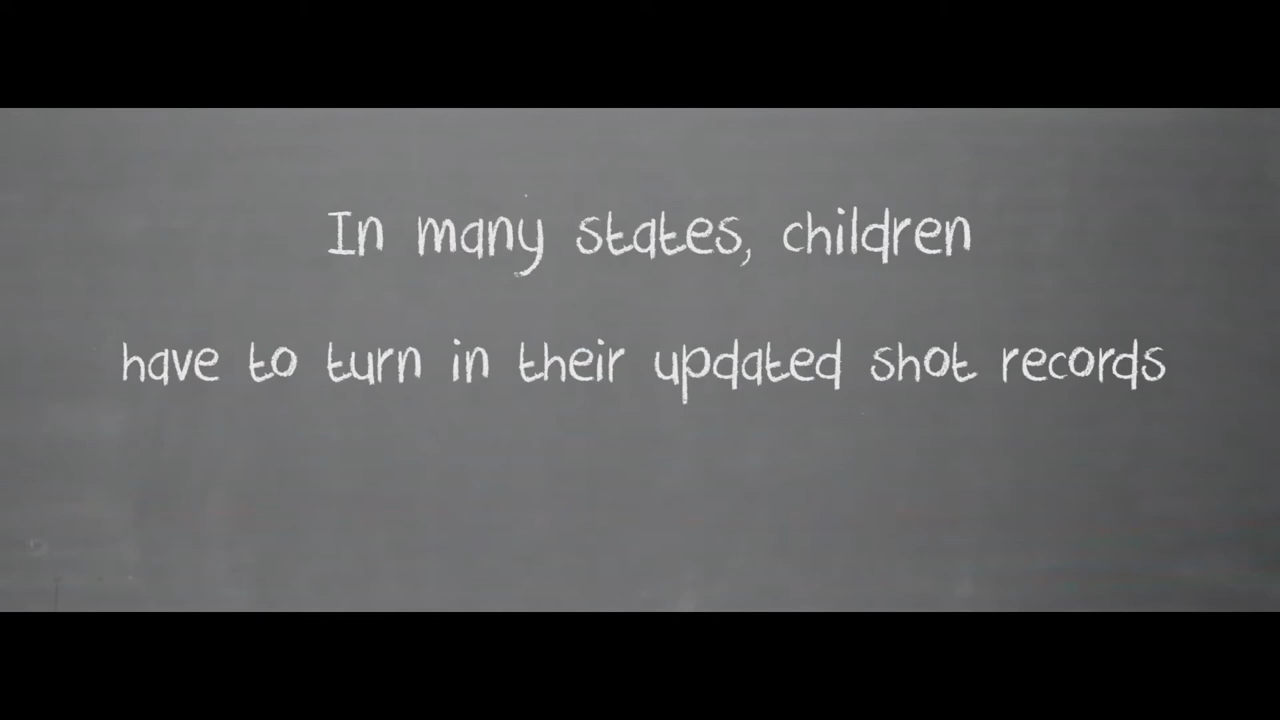 In many states, children
have to turn in their updated shot records